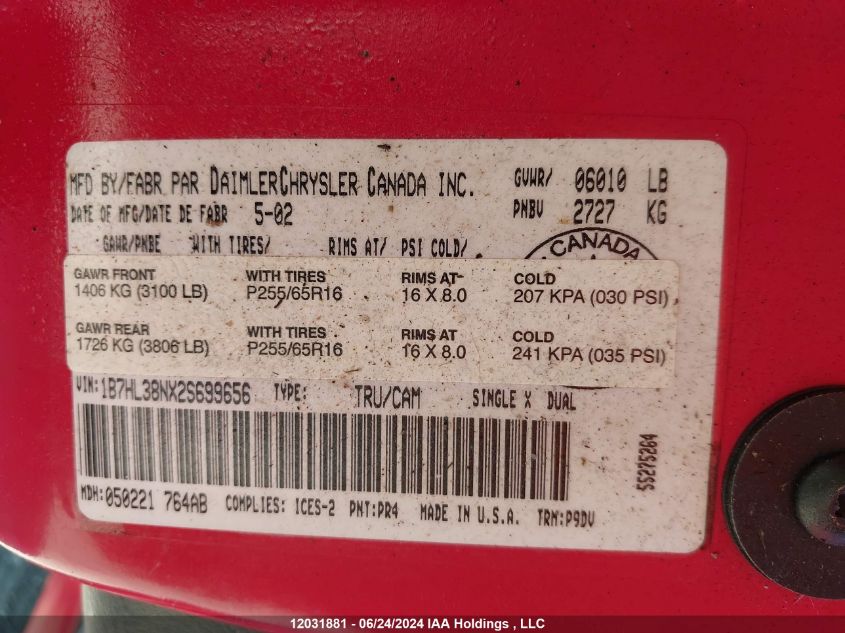 MFD BY/FABR PAR DAIMLERCHRYSLER CANADA INC. GVWR/ 06010 LB
DATE OF MFG/DATE DE FABR 5-02 PNBV 2727 KG
GAWR/PNBE WITH TIRES/ RIMS AT/ PSI COLD/
CANADA
GAWR FRONT WITH TIRES RIMS AT COLD
1406 KG (3100 LB) P255/65R16 16 X 8.0 207 KPA (030 PSI)
GAWR REAR WITH TIRES RIMS AT COLD
1726 KG (3806 LB) P255/65R16 16 X 8.0 241 KPA (035 PSI)
VIN:1B7HL38NX2S699656 TYPE: TRU/CAM SINGLE X DUAL
55275264
MDH:050221 764AB COMPLIES: ICES-2 PNT:PR4 MADE IN U.S.A. TRM:P9DV
12031881 - 06/24/2024 IAA Holdings , LLC